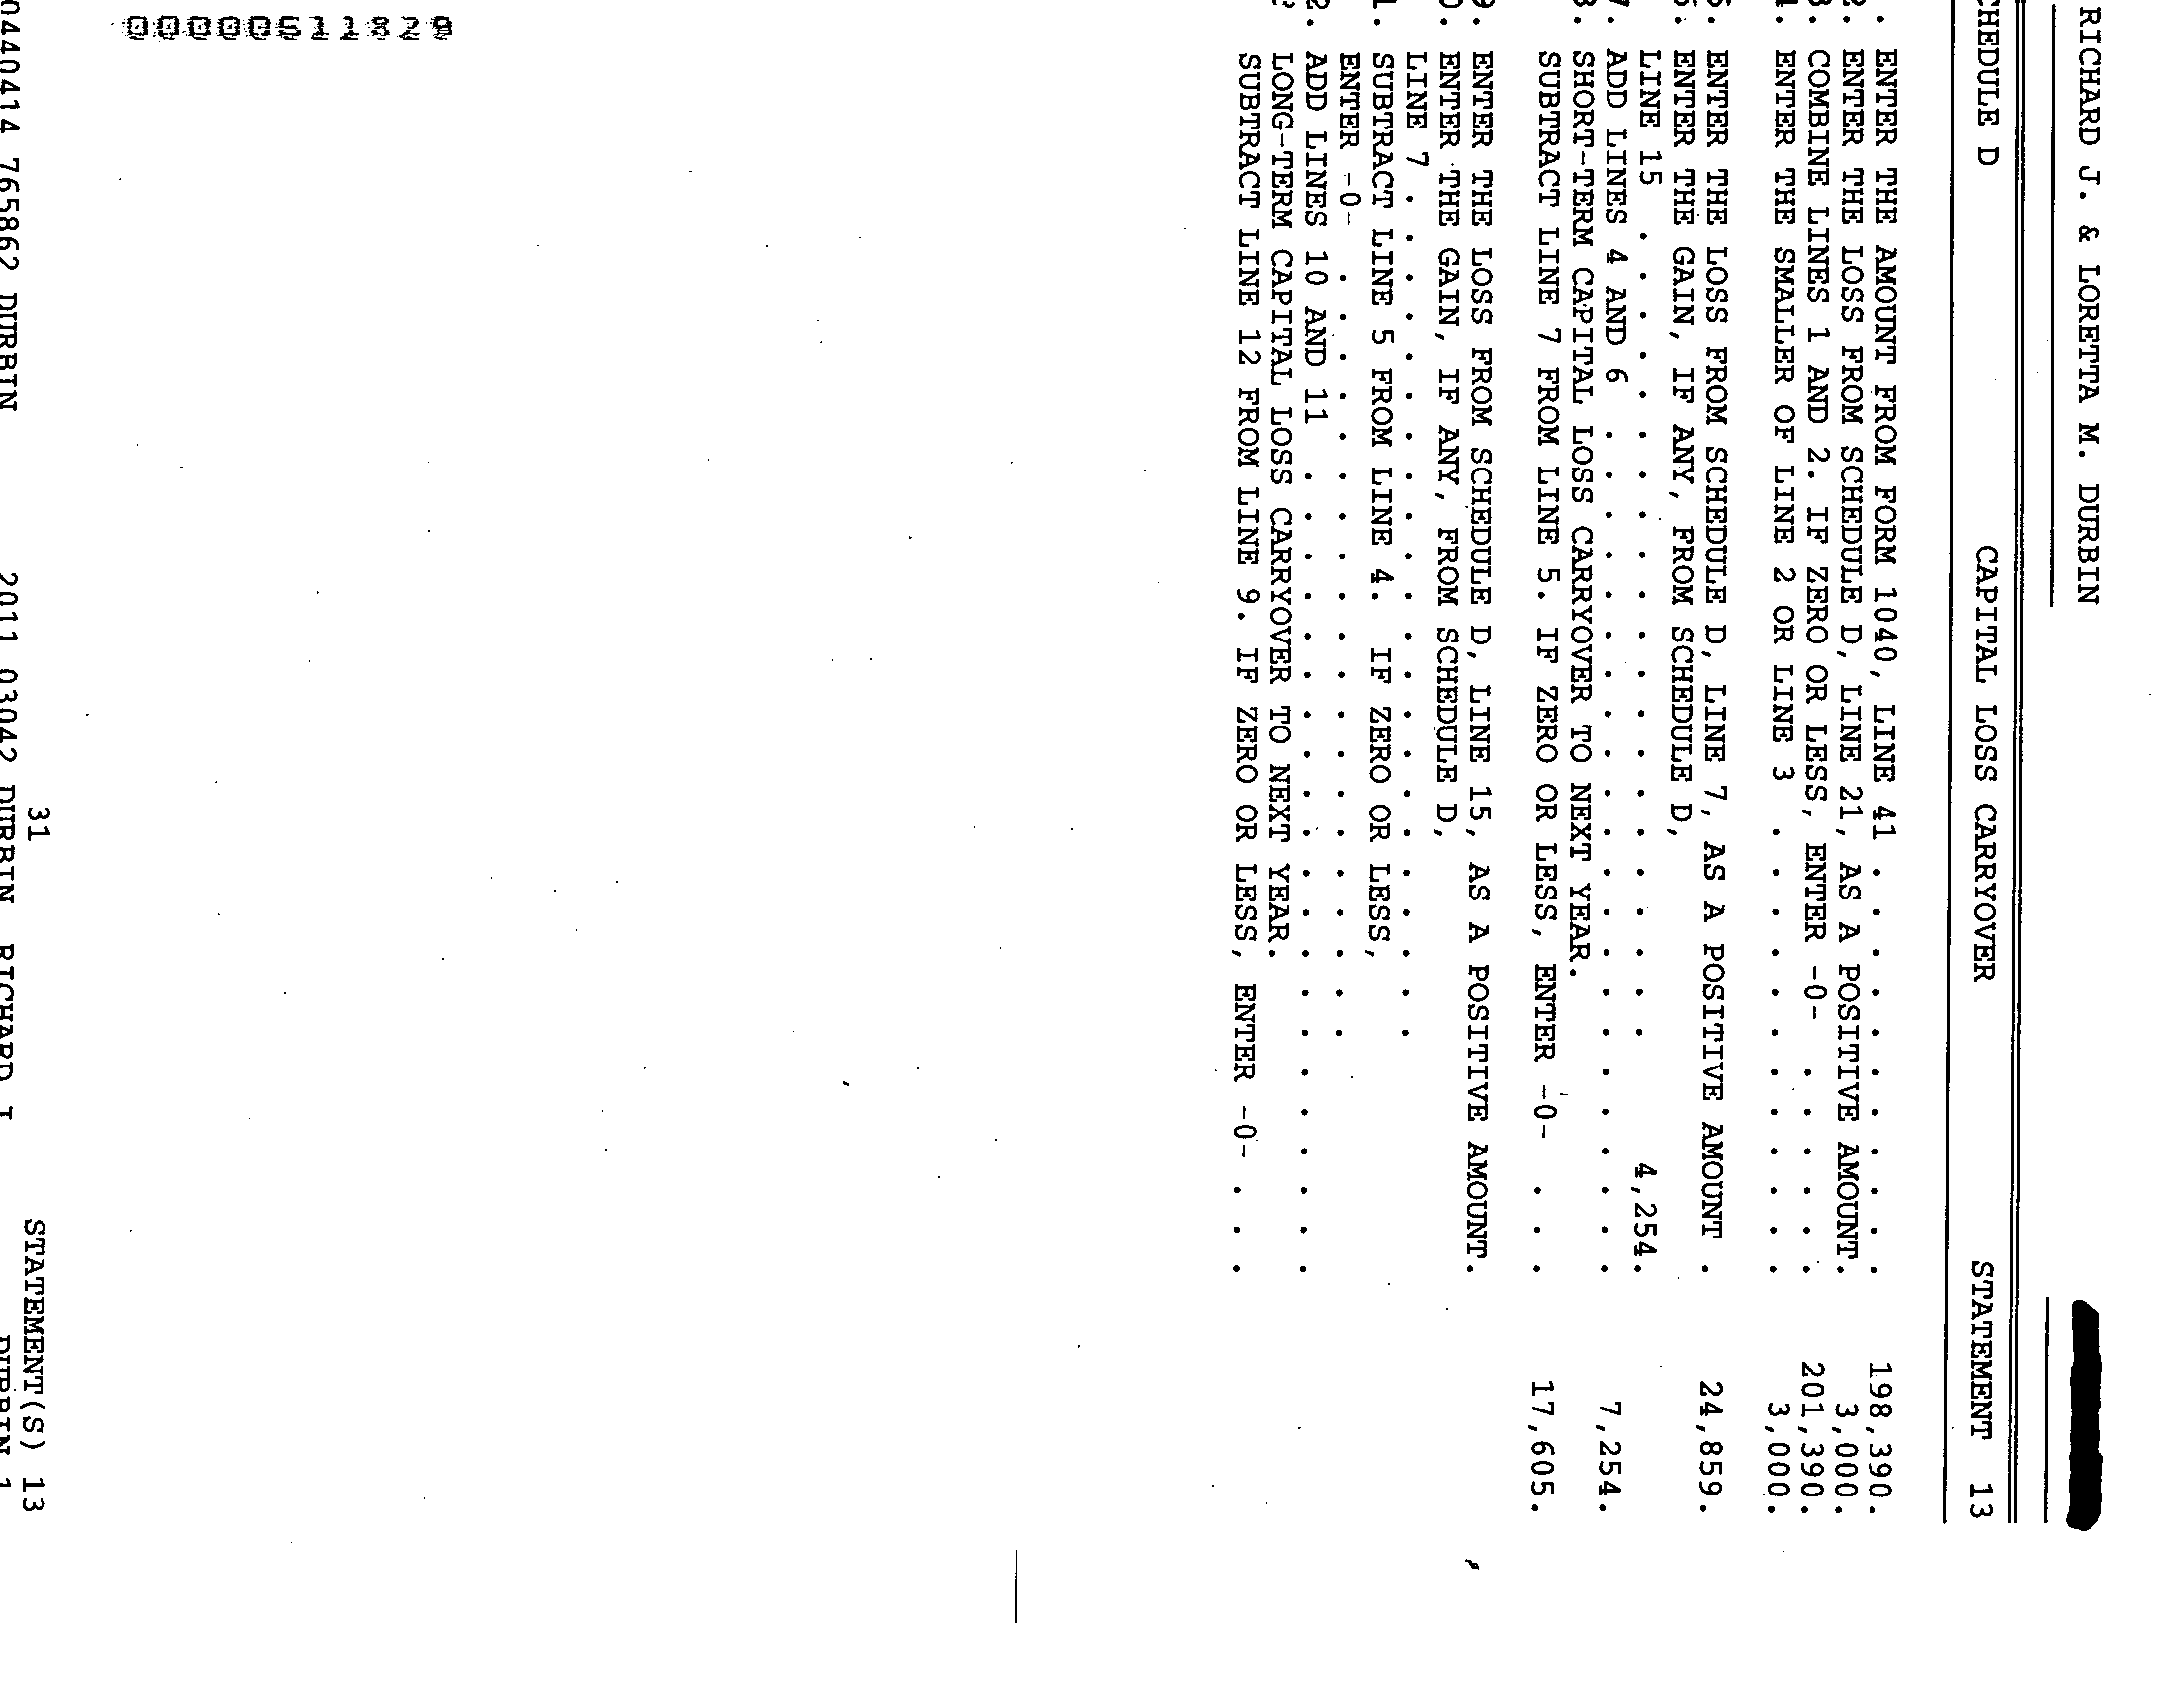 RICHARD J. & LORETTA M. DURBIN
CHEDULE D CAPITAL LOSS CARRYOVER STATEMENT 13
. ENTER THE AMOUNT FROM FORM 1040, LINE 41 . . . . . . . . . . . 198,390.
2. ENTER THE LOSS FROM SCHEDULE D, LINE 21, AS A POSITIVE AMOUNT. 3,000.
3. COMBINE LINES 1 AND 2. IF ZERO OR LESS, ENTER -0- . . . . . . 201,390.
4. ENTER THE SMALLER OF LINE 2 OR LINE 3 . . . . . . . . . . . . 3,000.
5. ENTER THE LOSS FROM SCHEDULE D, LINE 7, AS A POSITIVE AMOUNT . 24,859.
6. ENTER THE GAIN, IF ANY, FROM SCHEDULE D,
LINE 15 . . . . . . . . . . . . . . . . . . . . . 4,254.
7. ADD LINES 4 AND 6 . . . . . . . . . . . . . . . . . . . . . . 7,254.
8. SHORT-TERM CAPITAL LOSS CARRYOVER TO NEXT YEAR.
SUBTRACT LINE 7 FROM LINE 5. IF ZERO OR LESS, ENTER -0- . . . 17,605.
9. ENTER THE LOSS FROM SCHEDULE D, LINE 15, AS A POSITIVE AMOUNT.
0. ENTER THE GAIN, IF ANY, FROM SCHEDULE D,
LINE 7 . . . . . . . . . . . . . . . . . . . . . .
1. SUBTRACT LINE 5 FROM LINE 4. IF ZERO OR LESS,
ENTER -0- . . . . . . . . . . . . . . . . . . . .
2. ADD LINES 10 AND 11 . . . . . . . . . . . . . . . . . . . . .
LONG-TERM CAPITAL LOSS CARRYOVER TO NEXT YEAR.
SUBTRACT LINE 12 FROM LINE 9. IF ZERO OR LESS, ENTER -0- . . .
31 STATEMENT(S) 13
0440414 765862 DURBIN 2011 03042 DURBIN RICHARD J DURBIN 1
00000511829